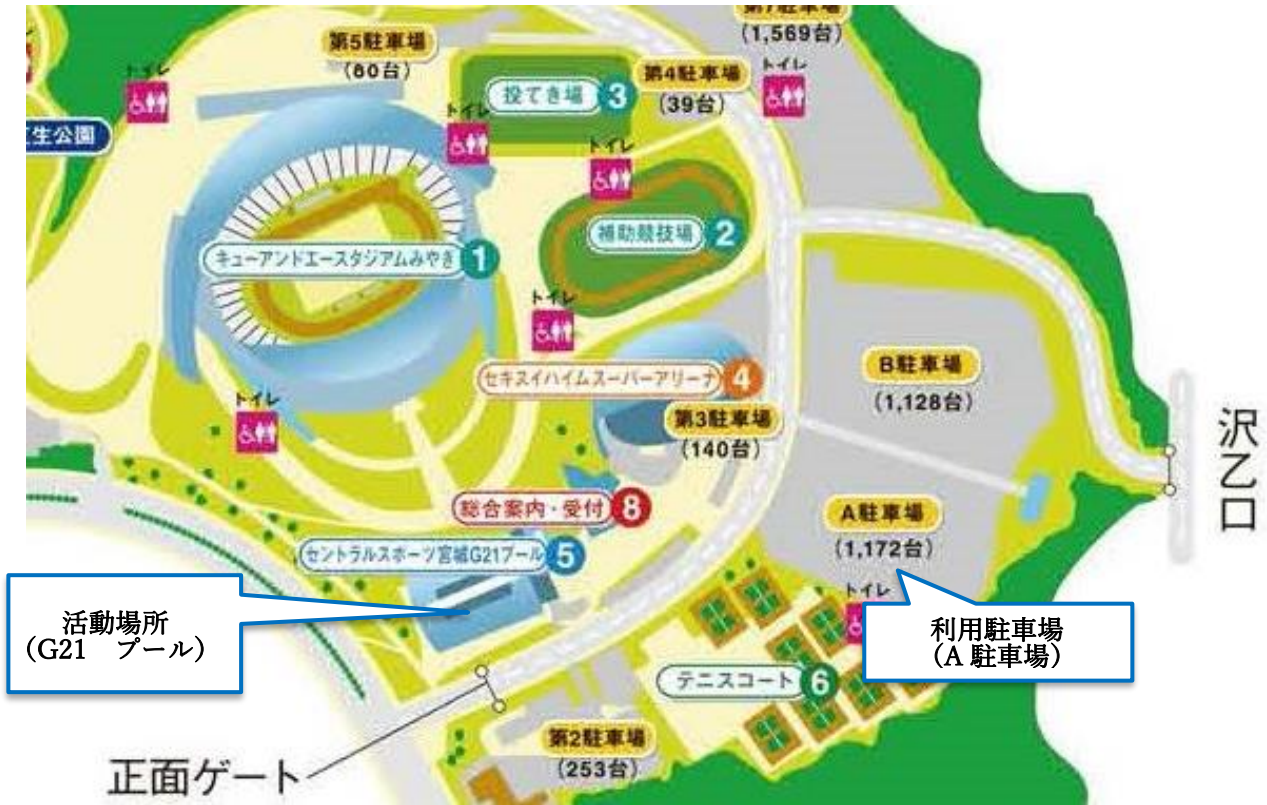 第7駐車場
(1,569台)
第5駐車場
(80台)
トイレ
第4駐車場
(39台)
トイレ
投てき場 3
トイレ
生公園
トイレ
補助競技場 2
キューアンドエースタジアムみやぎ 1
トイレ
セキスイハイムスーパーアリーナ 4
B駐車場
(1,128台)
トイレ
第3駐車場
(140台)
沢乙口
総合案内・受付 8
A駐車場
(1,172台)
セントラルスポーツ宮城G21プール 5
トイレ
活動場所
(G21　プール)
利用駐車場
(A 駐車場)
テニスコート 6
第2駐車場
(253台)
正面ゲート